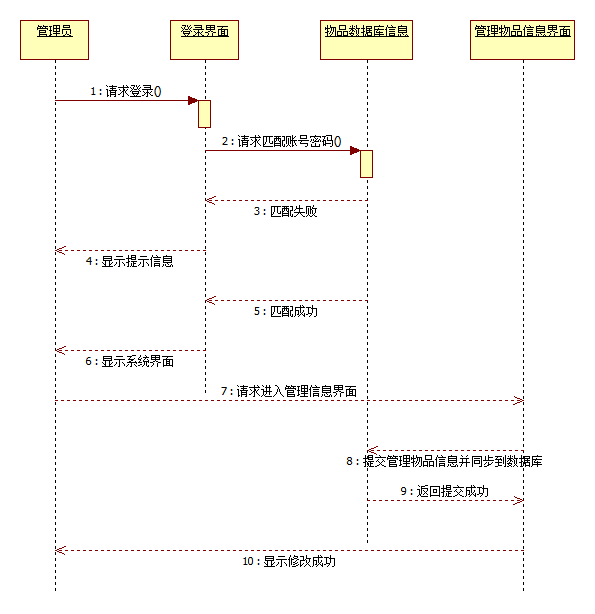 管理员
登录界面
物品数据库信息
管理物品信息界面
1 : 请求登录()
2 : 请求匹配账号密码()
3 : 匹配失败
4 : 显示提示信息
5 : 匹配成功
6 : 显示系统界面
7 : 请求进入管理信息界面
8 : 提交管理物品信息并同步到数据库
9 : 返回提交成功
10 : 显示修改成功